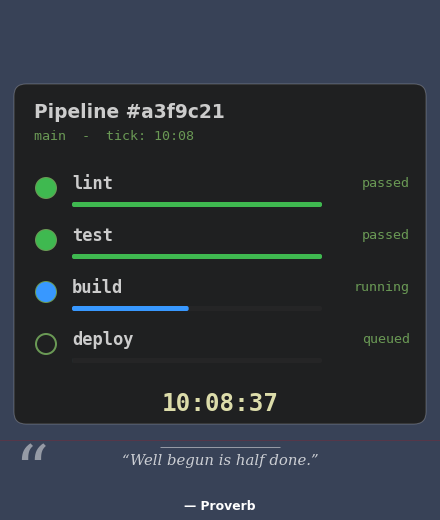 Pipeline #a3f9c21
main - tick: 10:08
lint passed
test passed
build running
deploy queued
10:08:37
“
“Well begun is half done.”
— Proverb